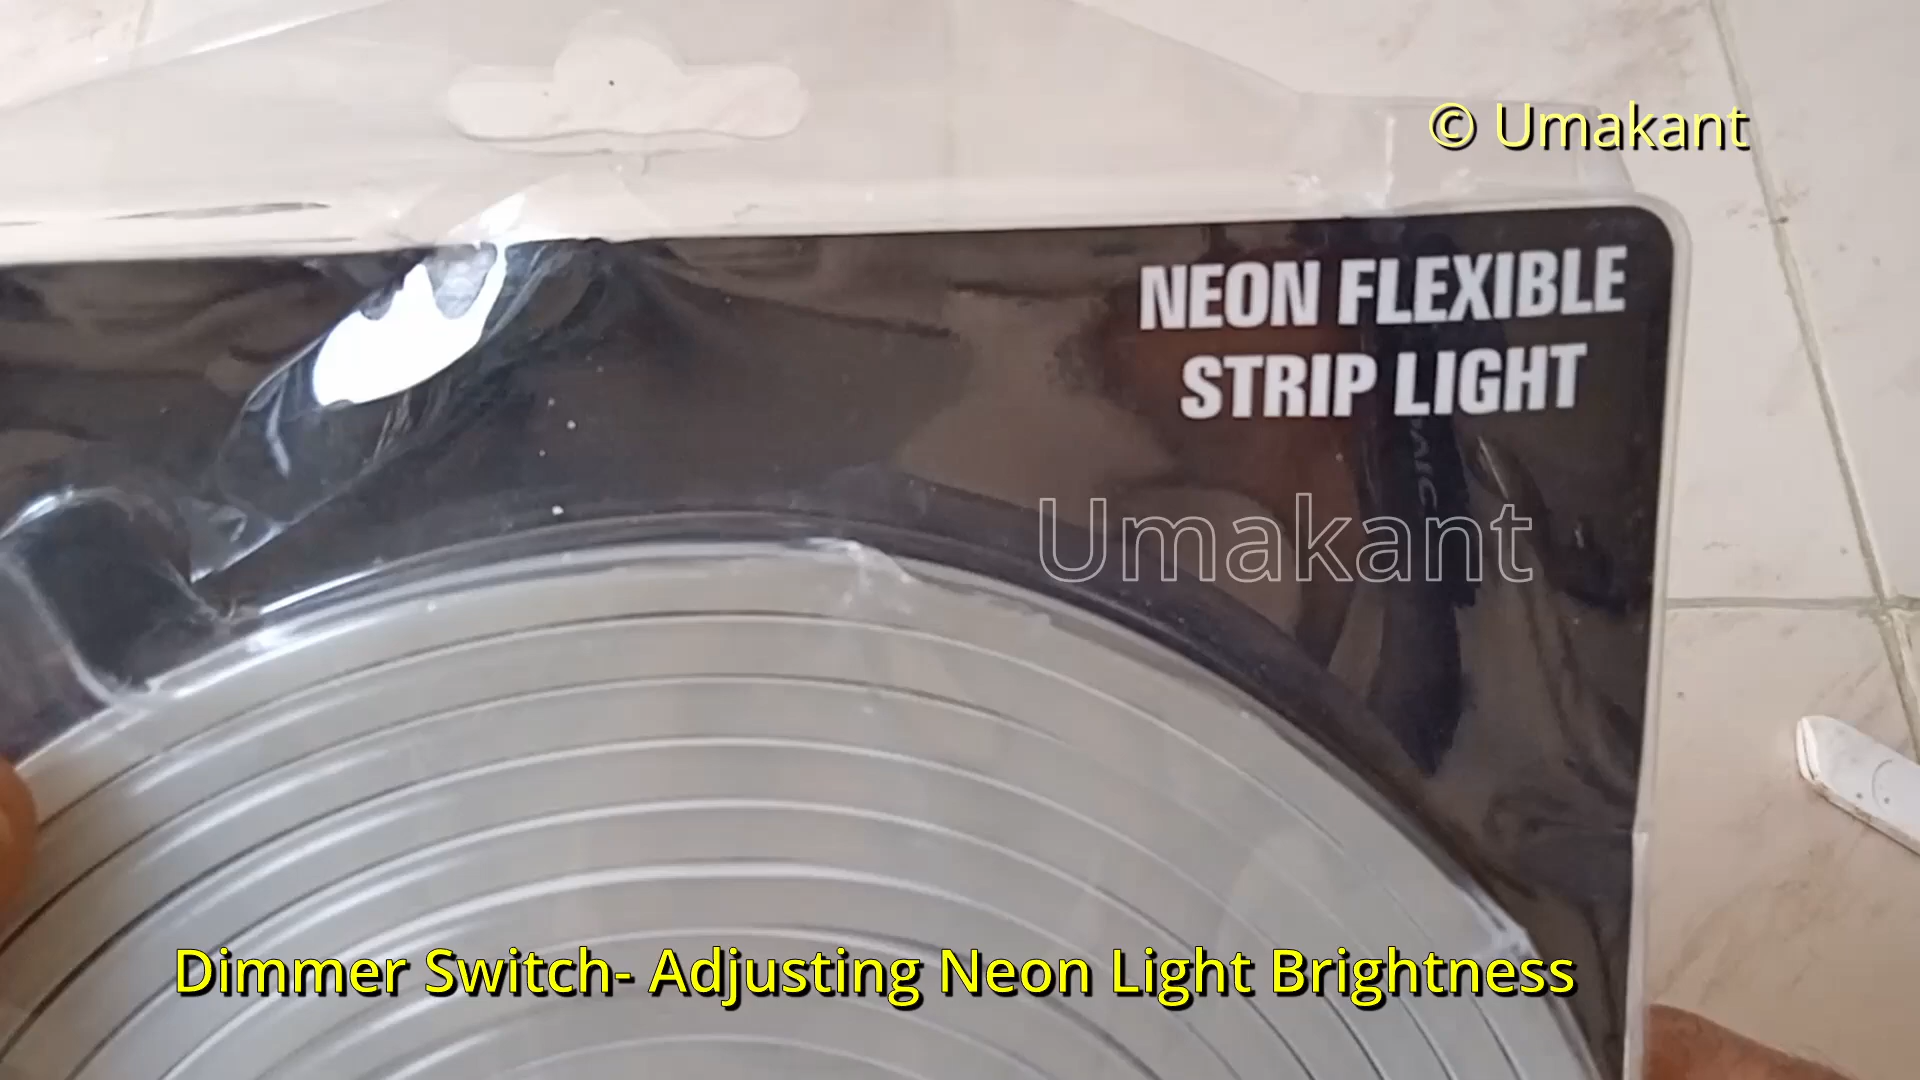 © Umakant
NEON FLEXIBLE
STRIP LIGHT
Umakant
Dimmer Switch- Adjusting Neon Light Brightness